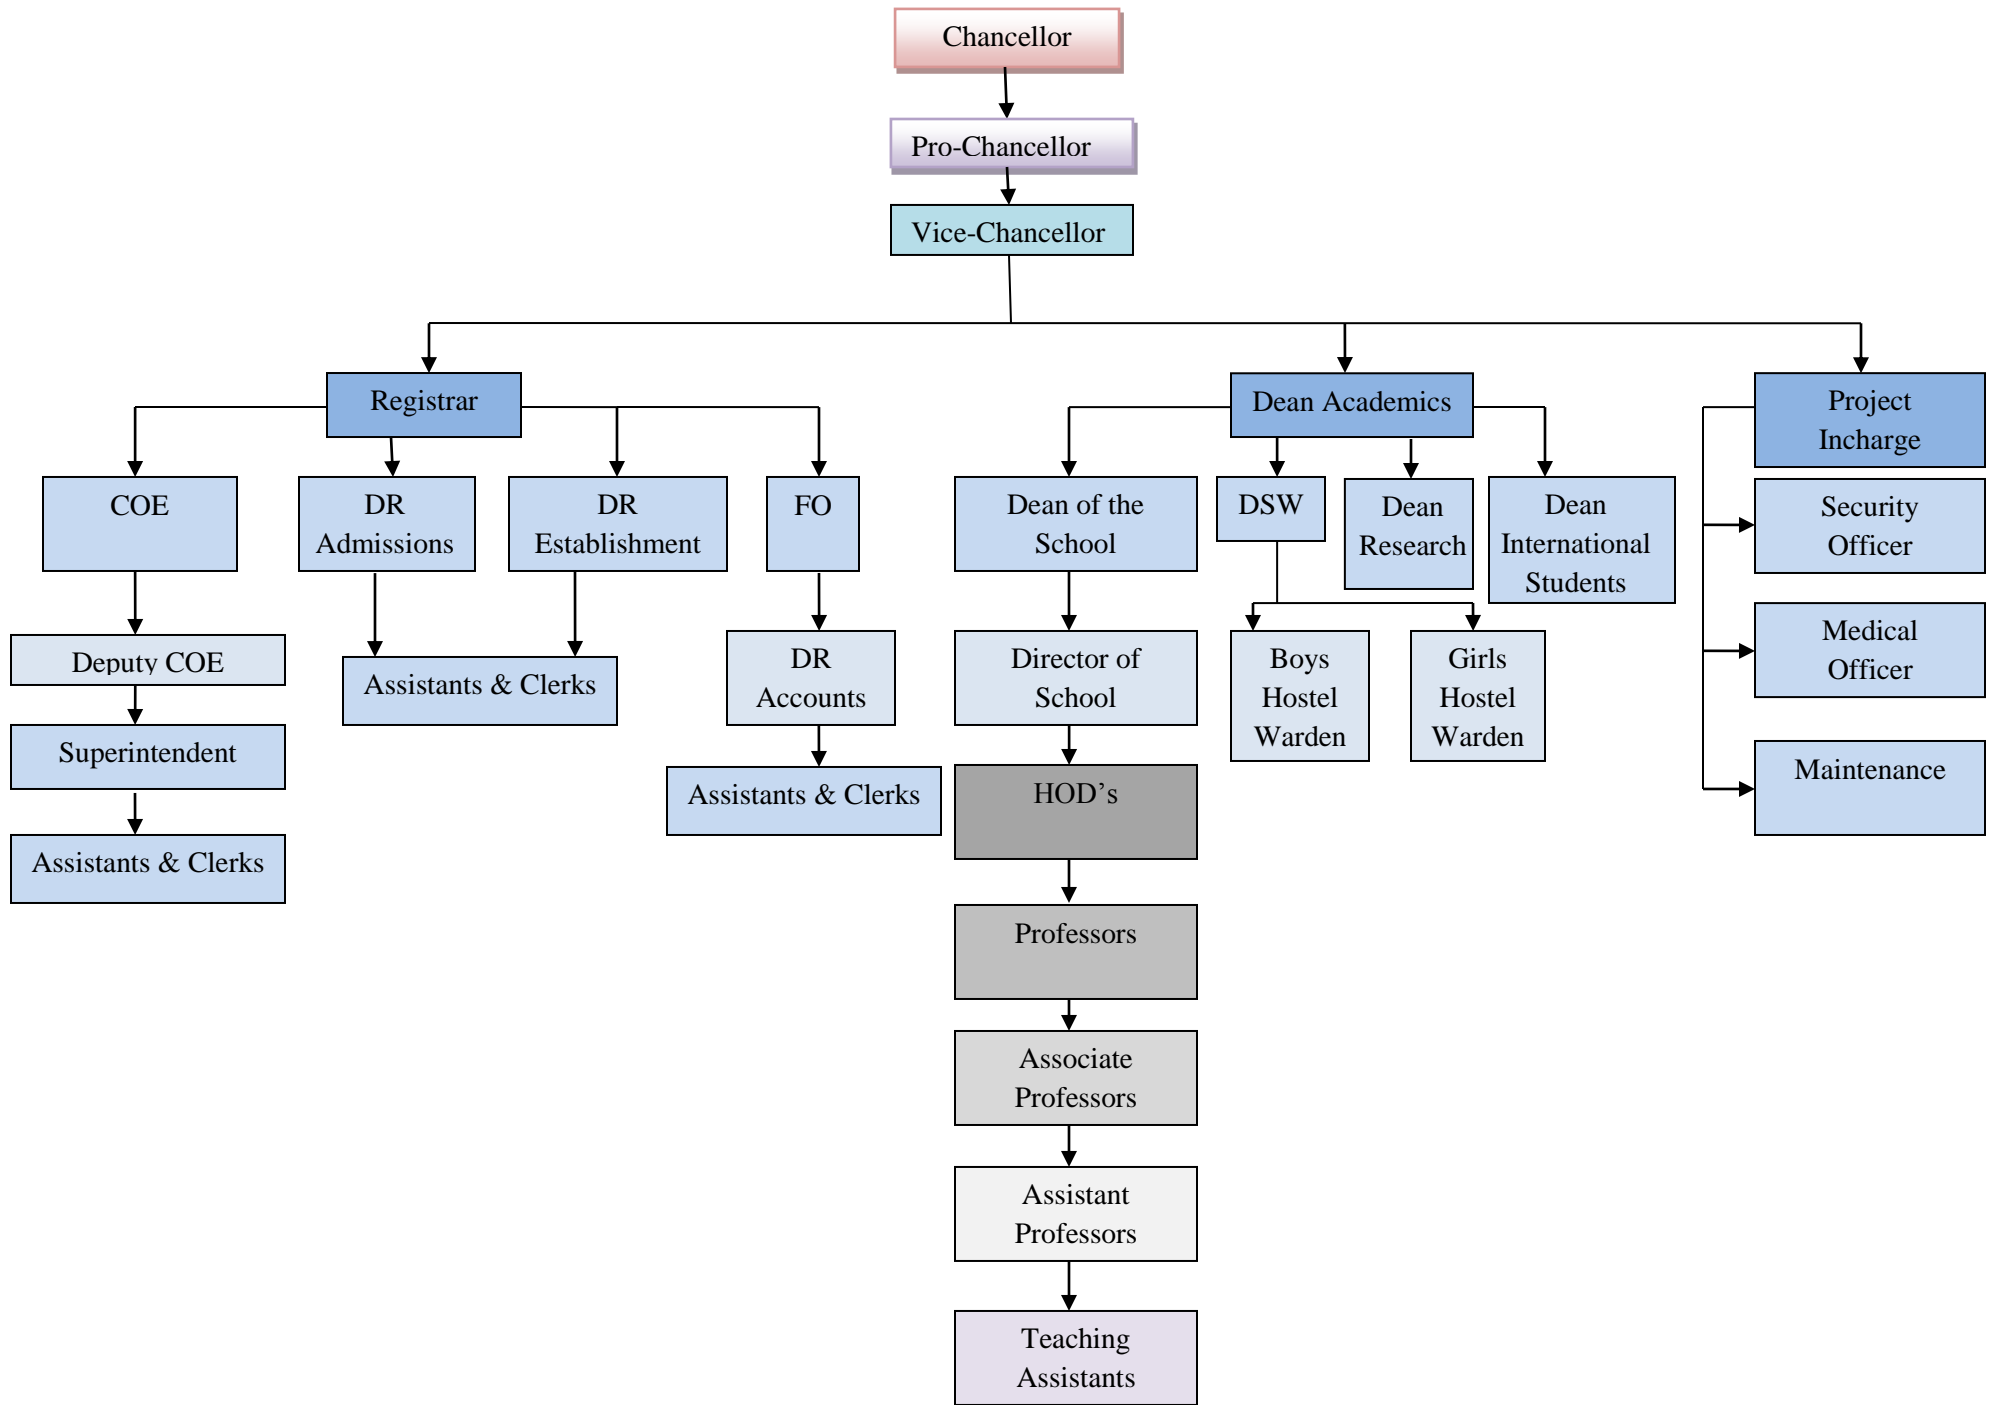 Chancellor
Pro-Chancellor
Vice-Chancellor
Registrar
Dean Academics
Project
Incharge
COE
DR
Admissions
DR
Establishment
FO
Dean of the
School
DSW
Dean
Research
Dean
International
Students
Security
Officer
Deputy COE
Assistants & Clerks
DR
Accounts
Director of
School
Boys
Hostel
Warden
Girls
Hostel
Warden
Medical
Officer
Superintendent
Assistants & Clerks
HOD’s
Maintenance
Assistants & Clerks
Professors
Associate
Professors
Assistant
Professors
Teaching
Assistants